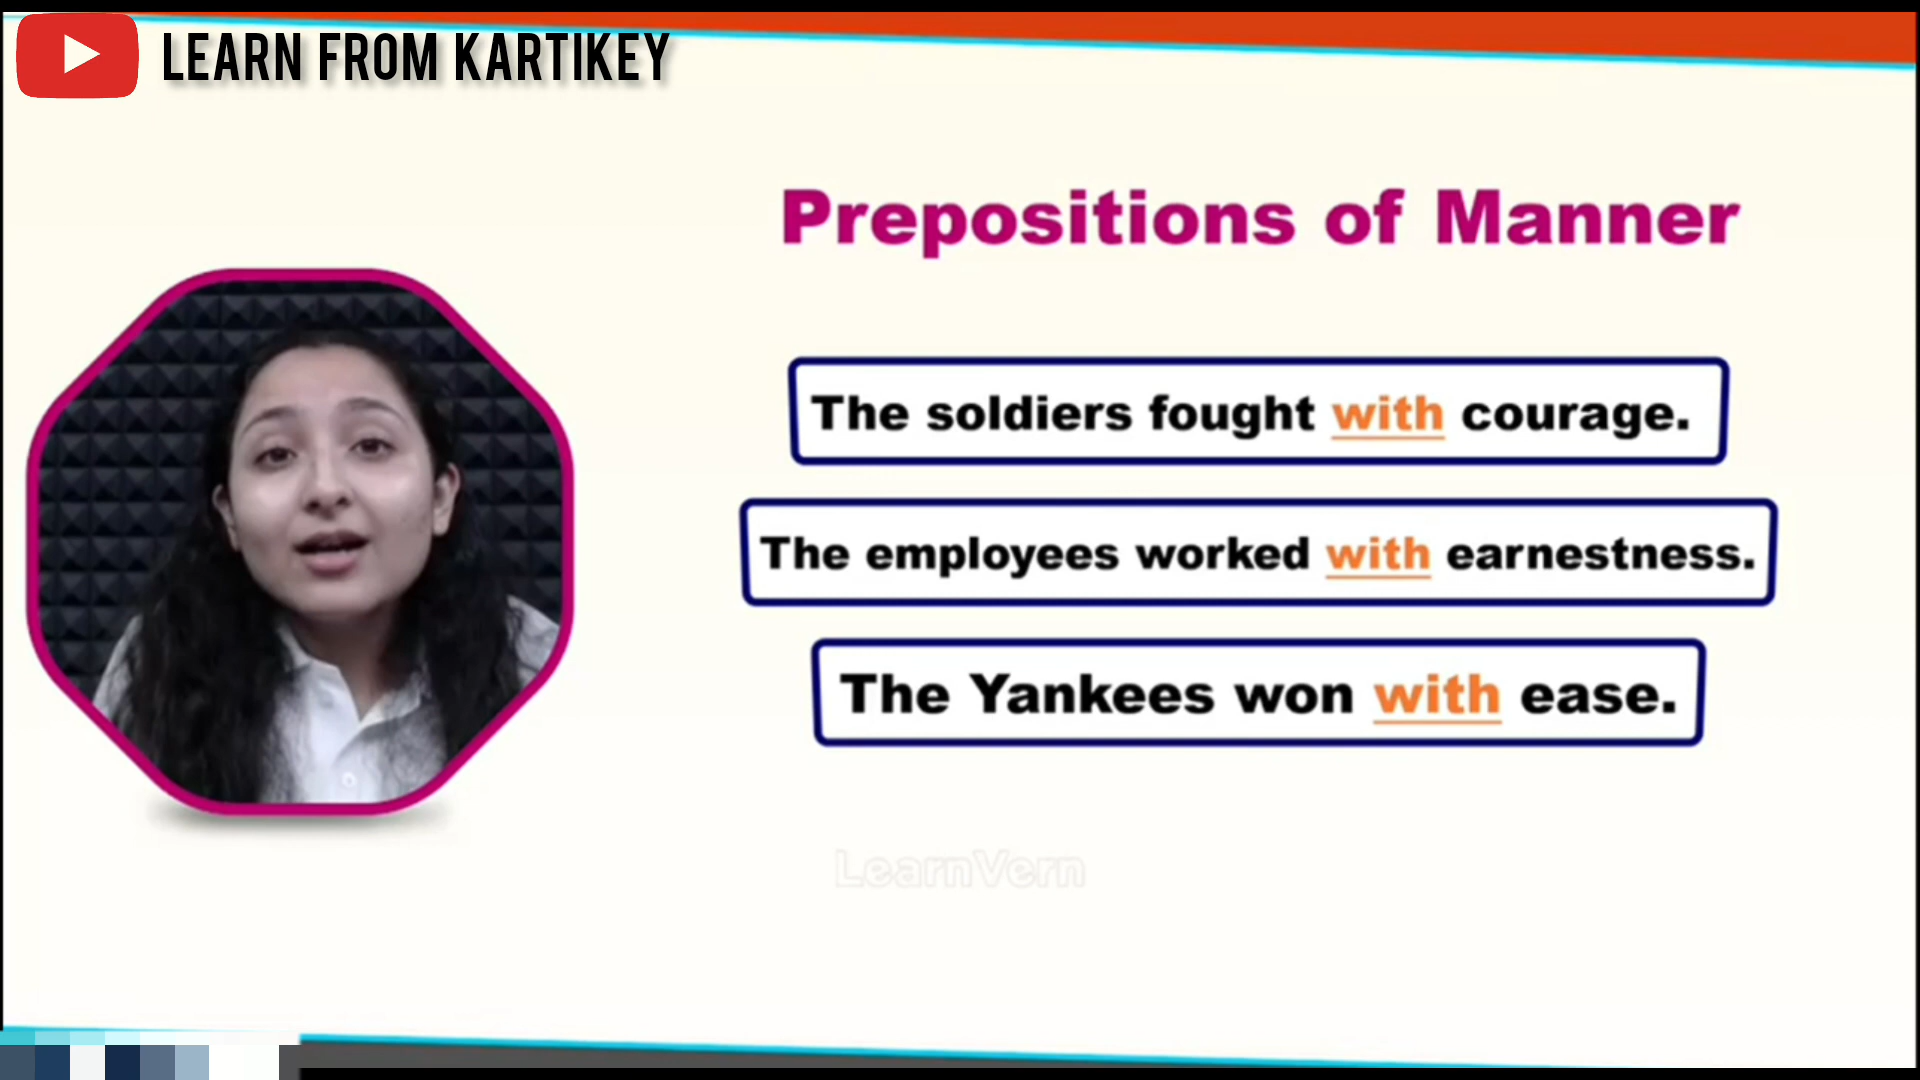 LEARN FROM KARTIKEY
Prepositions of Manner
The soldiers fought with courage.
The employees worked with earnestness.
The Yankees won with ease.
LearnVern